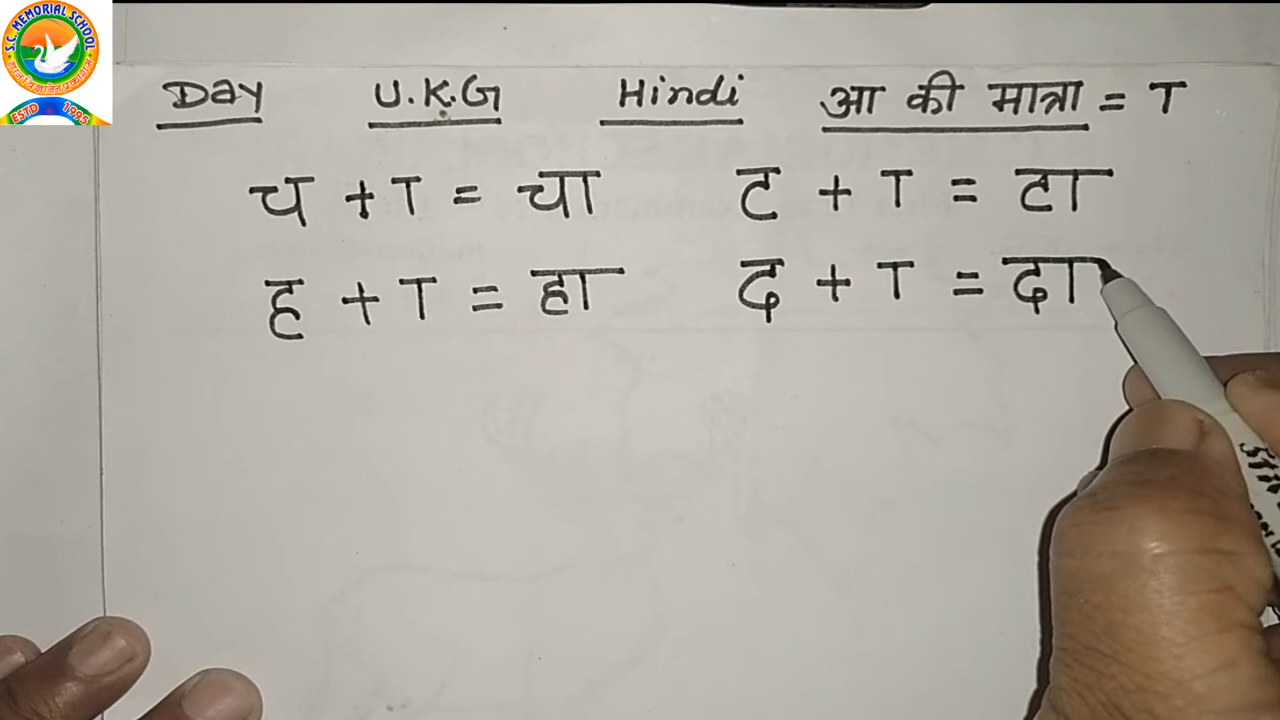 S.C. MEMORIAL SCHOOL
ESTD 1995
Day U.K.G Hindi आ की मात्रा = ा
च + ा = चा ट + ा = टा
ह + ा = हा द + ा = दा